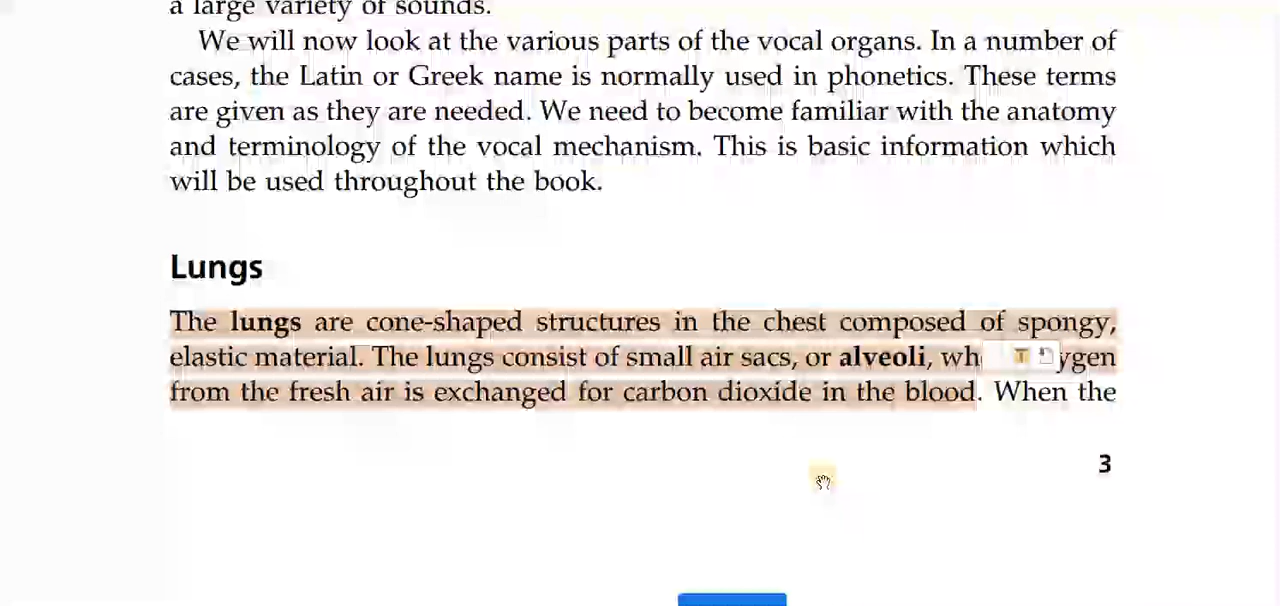 a large variety of sounds.
We will now look at the various parts of the vocal organs. In a number of
cases, the Latin or Greek name is normally used in phonetics. These terms
are given as they are needed. We need to become familiar with the anatomy
and terminology of the vocal mechanism. This is basic information which
will be used throughout the book.
Lungs
The lungs are cone-shaped structures in the chest composed of spongy,
elastic material. The lungs consist of small air sacs, or alveoli,
from the fresh air is exchanged for carbon dioxide in the blood. When the
3